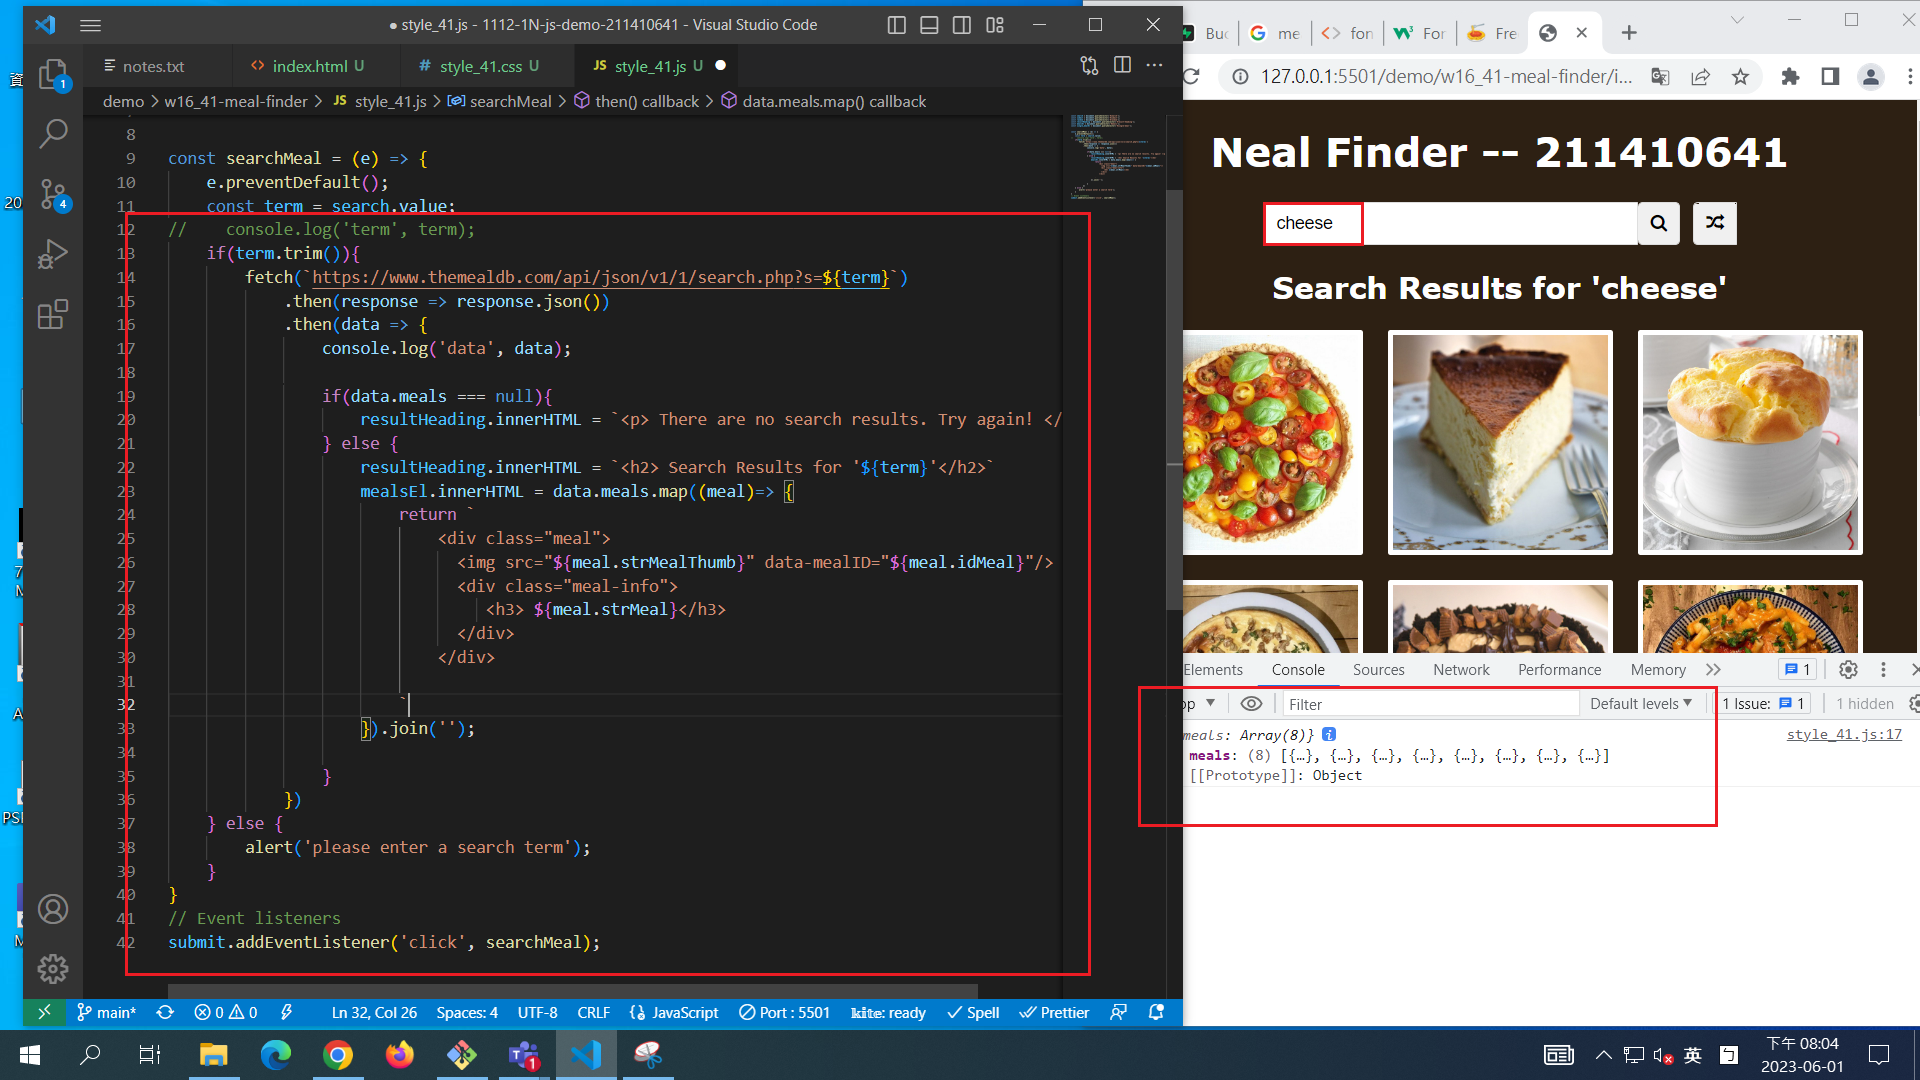 style_41.js - 1112-1N-js-demo-211410641 - Visual Studio Code
notes.txt
index.html U
style_41.css U
JS style_41.js U
demo > w16_41-meal-finder > JS style_41.js > searchMeal > then() callback > data.meals.map() callback
8
9 const searchMeal = (e) => {
10 e.preventDefault();
11 const term = search.value;
12 // console.log('term', term);
13 if(term.trim()){
14 fetch(`https://www.themealdb.com/api/json/v1/1/search.php?s=${term}`)
15 .then(response => response.json())
16 .then(data => {
17 console.log('data', data);
18
19 if(data.meals === null){
20 resultHeading.innerHTML = `<p> There are no search results. Try again! </
21 } else {
22 resultHeading.innerHTML = `<h2> Search Results for '${term}'</h2>`
23 mealsEl.innerHTML = data.meals.map((meal)=> {
24 return `
25 <div class="meal">
26 <img src="${meal.strMealThumb}" data-mealID="${meal.idMeal}"/>
27 <div class="meal-info">
28 <h3> ${meal.strMeal}</h3>
29 </div>
30 </div>
31
32 `
33 }).join('');
34
35 }
36 })
37 } else {
38 alert('please enter a search term');
39 }
40 }
41 // Event listeners
42 submit.addEventListener('click', searchMeal);
main* 0 0 Ln 32, Col 26 Spaces: 4 UTF-8 CRLF JavaScript Port : 5501 kite: ready Spell Prettier
Buc
me
fon
For
Fre
127.0.0.1:5501/demo/w16_41-meal-finder/i...
Neal Finder -- 211410641
cheese
Search Results for 'cheese'
Elements Console Sources Network Performance Memory 1
op Filter Default levels 1 Issue: 1 1 hidden
meals: Array(8)} style_41.js:17
meals: (8) [{…}, {…}, {…}, {…}, {…}, {…}, {…}, {…}]
[[Prototype]]: Object
資
20
7
M
A
PSI
M
1
4
1
英
下午 08:04
2023-06-01